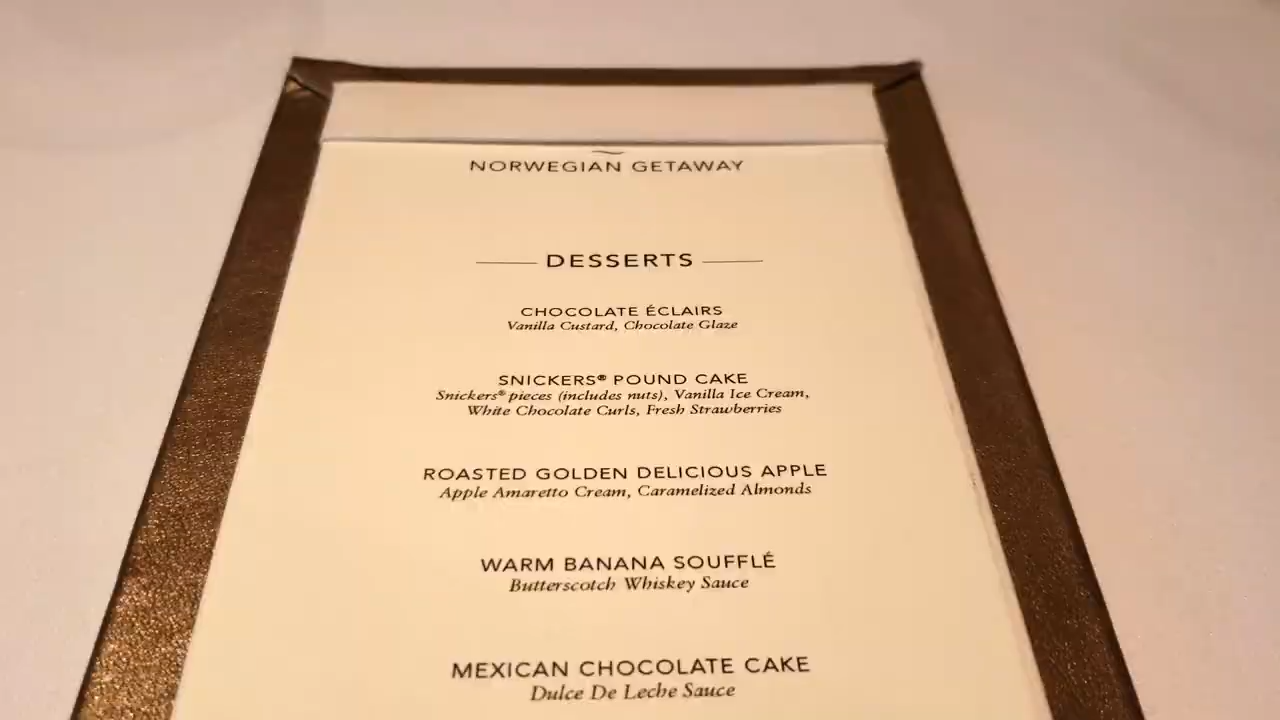 NORWEGIAN GETAWAY
DESSERTS
CHOCOLATE ÉCLAIRS
Vanilla Custard, Chocolate Glaze
SNICKERS® POUND CAKE
Snickers® pieces (includes nuts), Vanilla Ice Cream,
White Chocolate Curls, Fresh Strawberries
ROASTED GOLDEN DELICIOUS APPLE
Apple Amaretto Cream, Caramelized Almonds
WARM BANANA SOUFFLÉ
Butterscotch Whiskey Sauce
MEXICAN CHOCOLATE CAKE
Dulce De Leche Sauce